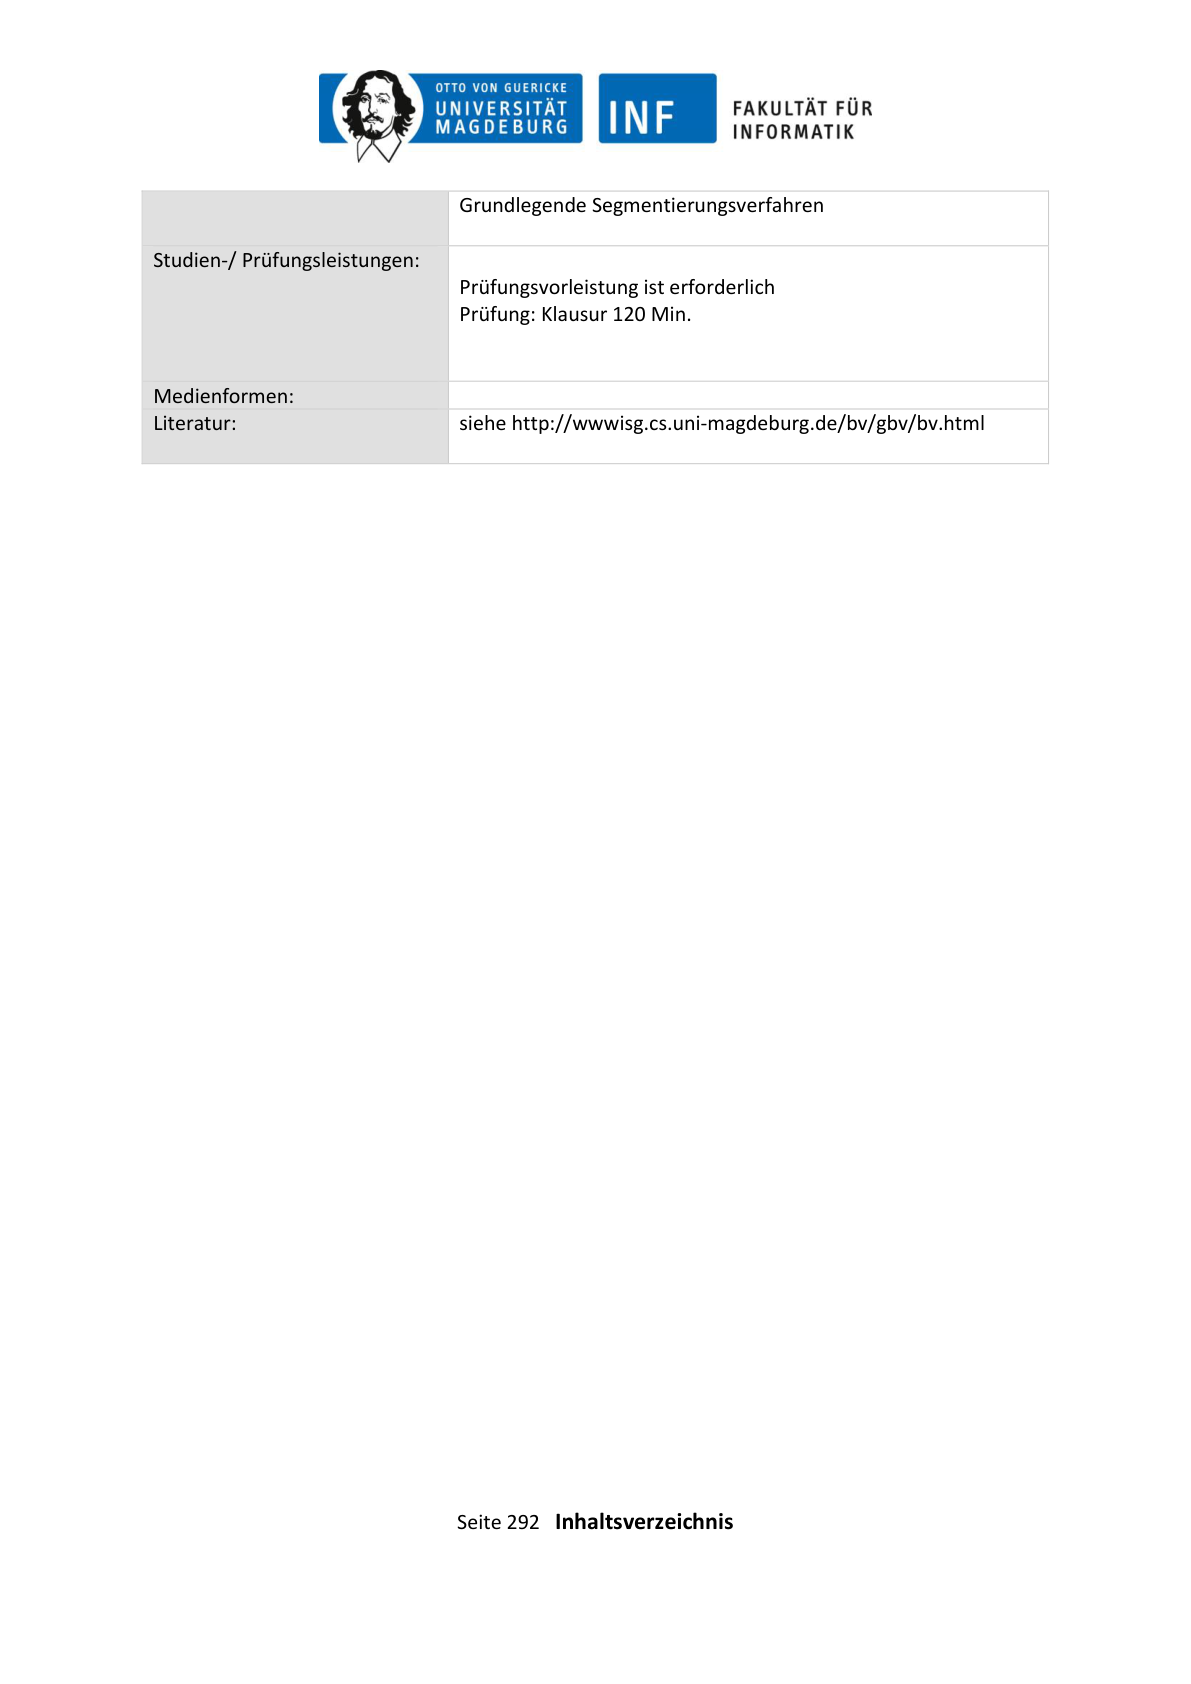 OTTO VON GUERICKE
UNIVERSITÄT
MAGDEBURG
INF
FAKULTÄT FÜR
INFORMATIK
Grundlegende Segmentierungsverfahren
Studien-/ Prüfungsleistungen:
Prüfungsvorleistung ist erforderlich
Prüfung: Klausur 120 Min.
Medienformen:
Literatur:
siehe http://wwwisg.cs.uni-magdeburg.de/bv/gbv/bv.html
Seite 292 Inhaltsverzeichnis